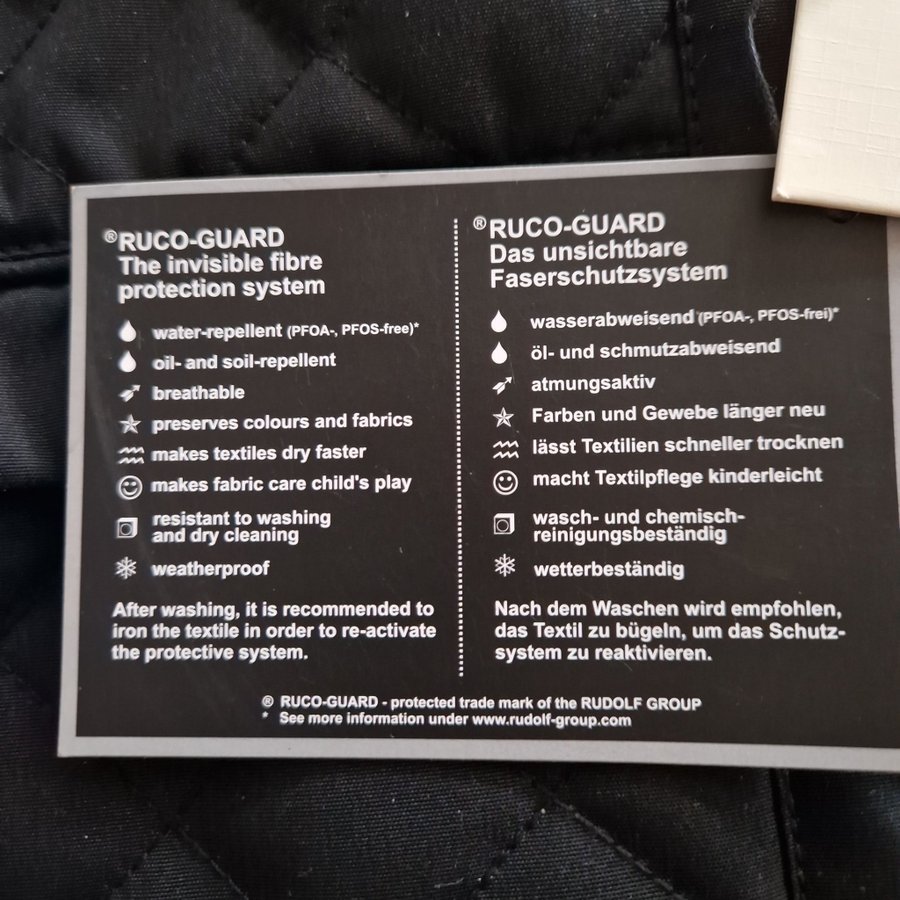 ®RUCO-GUARD
The invisible fibre
protection system
water-repellent (PFOA-, PFOS-free)*
oil- and soil-repellent
breathable
preserves colours and fabrics
makes textiles dry faster
makes fabric care child's play
resistant to washing
and dry cleaning
weatherproof
After washing, it is recommended to
iron the textile in order to re-activate
the protective system.
®RUCO-GUARD
Das unsichtbare
Faserschutzsystem
wasserabweisend (PFOA-, PFOS-frei)*
öl- und schmutzabweisend
atmungsaktiv
Farben und Gewebe länger neu
lässt Textilien schneller trocknen
macht Textilpflege kinderleicht
wasch- und chemisch-
reinigungsbeständig
wetterbeständig
Nach dem Waschen wird empfohlen,
das Textil zu bügeln, um das Schutz-
system zu reaktivieren.
® RUCO-GUARD - protected trade mark of the RUDOLF GROUP
* See more information under www.rudolf-group.com